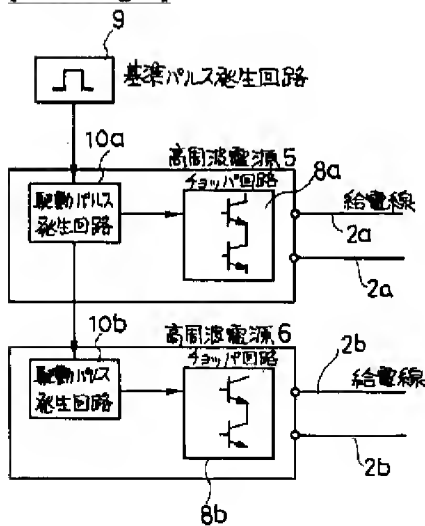 9
基準パルス発生回路
10a
高周波電源5
チョッパ回路
8a
駆動パルス
発生回路
給電線
2a
2a
10b
高周波電源6
チョッパ回路
2b
駆動パルス
発生回路
給電線
2b
8b